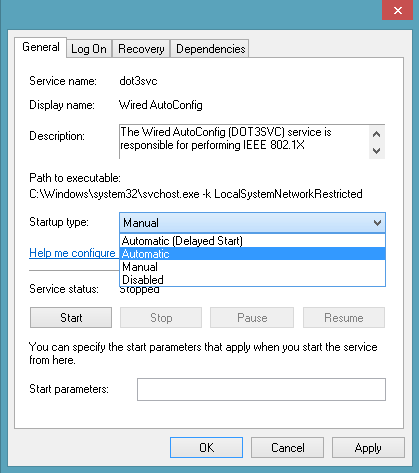 General
Log On
Recovery
Dependencies
Service name:
dot3svc
Display name:
Wired AutoConfig
Description:
The Wired AutoConfig (DOT3SVC) service is
responsible for performing IEEE 802.1X
Path to executable:
C:\Windows\system32\svchost.exe -k LocalSystemNetworkRestricted
Startup type:
Manual
Automatic (Delayed Start)
Automatic
Manual
Disabled
Help me configure
Service status:
Stopped
Start
Stop
Pause
Resume
You can specify the start parameters that apply when you start the service
from here.
Start parameters:
OK
Cancel
Apply